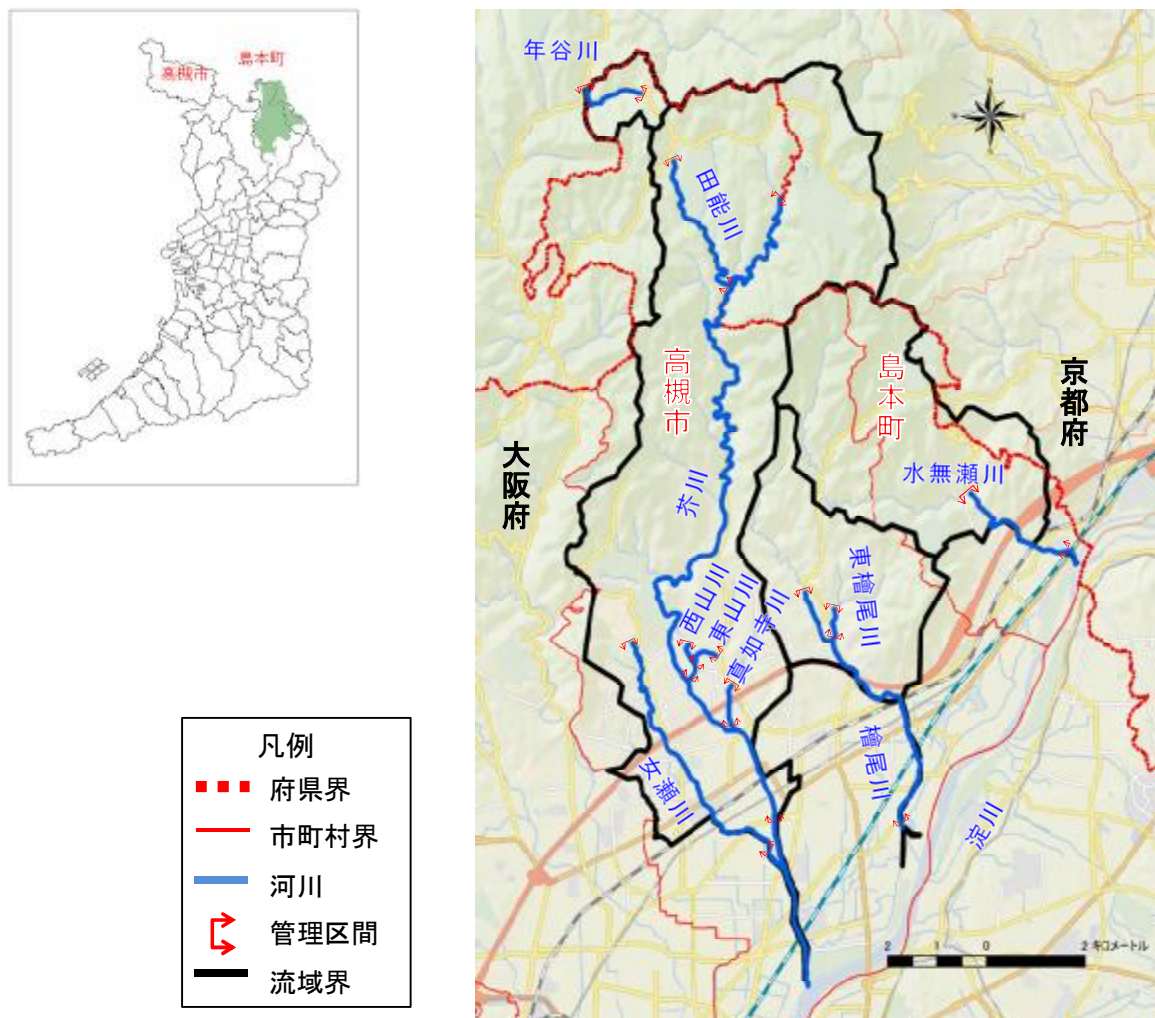 高槻市
島本町
年谷川
田能川
高槻市
島本町
京都府
大阪府
水無瀬川
芥川
西山川
東山川
真如寺川
東檜尾川
女瀬川
檜尾川
淀川
2 1 0 2 キロメートル
凡例
府県界
市町村界
河川
管理区間
流域界